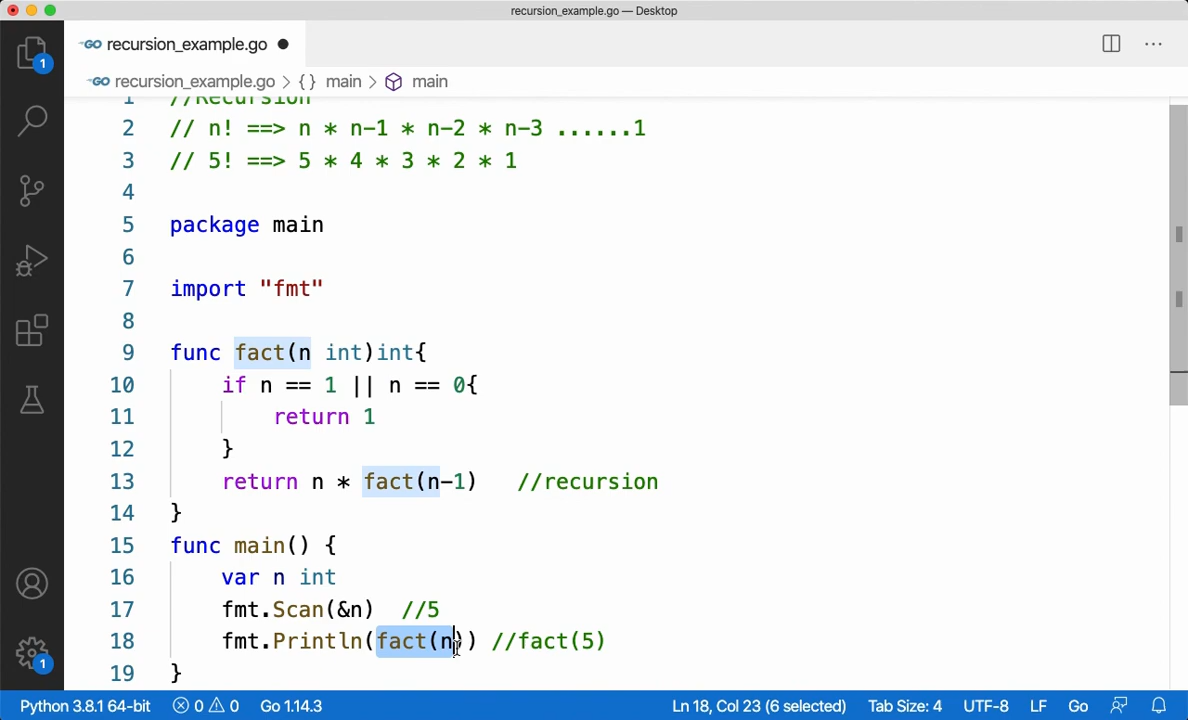 recursion_example.go — Desktop
GO recursion_example.go ●
GO recursion_example.go > { } main > main
1 //Recursion
2 // n! ==> n * n-1 * n-2 * n-3 ......1
3 // 5! ==> 5 * 4 * 3 * 2 * 1
4
5 package main
6
7 import "fmt"
8
9 func fact(n int)int{
10 if n == 1 || n == 0{
11 return 1
12 }
13 return n * fact(n-1) //recursion
14 }
15 func main() {
16 var n int
17 fmt.Scan(&n) //5
18 fmt.Println(fact(n)) //fact(5)
19 }
1
1
Python 3.8.1 64-bit 0 0 Go 1.14.3 Ln 18, Col 23 (6 selected) Tab Size: 4 UTF-8 LF Go